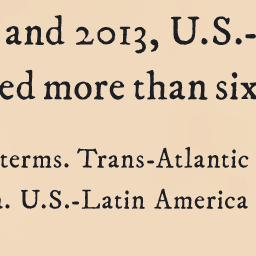 and 2013, U.S.-
ed more than six
terms. Trans-Atlantic
. U.S.-Latin America